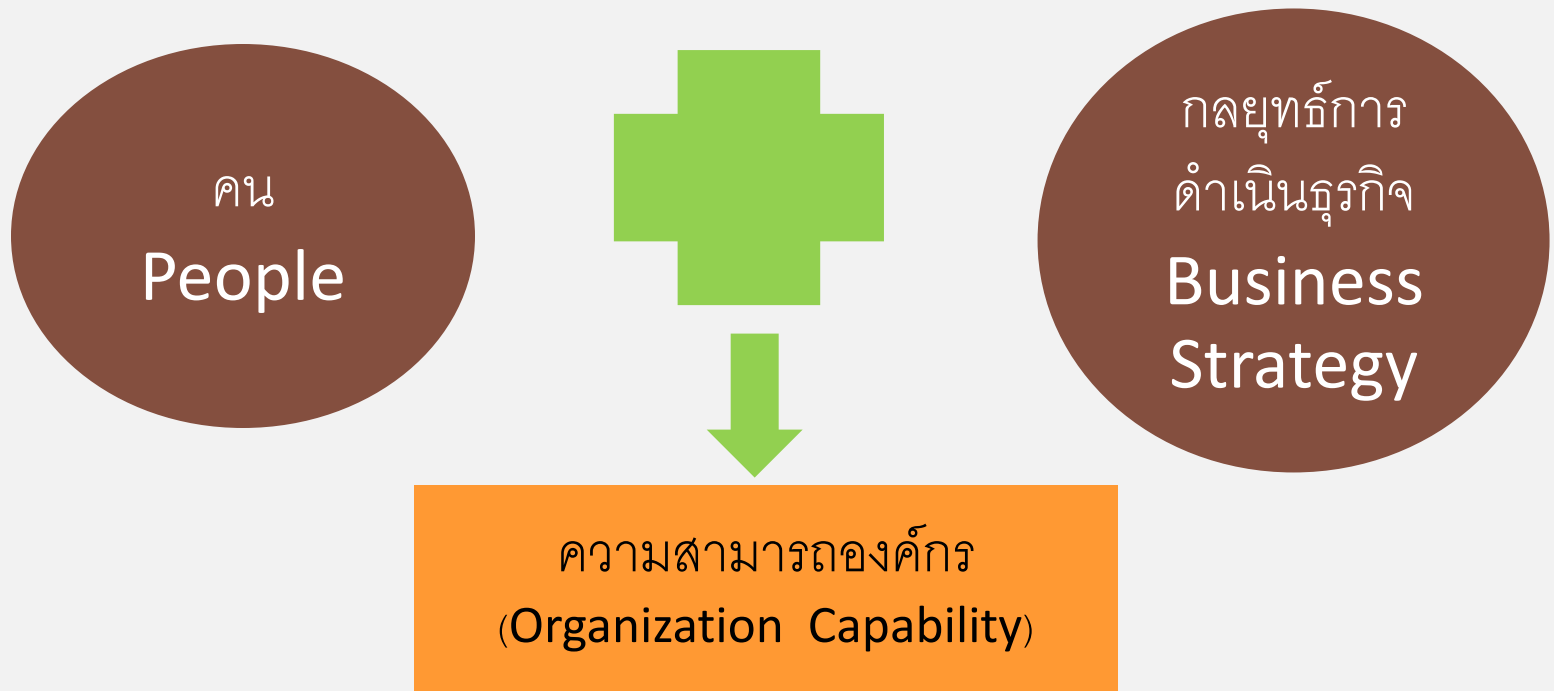 คน
People
กลยุทธ์การ
ดำเนินธุรกิจ
Business
Strategy
ความสามารถองค์กร
(Organization Capability)